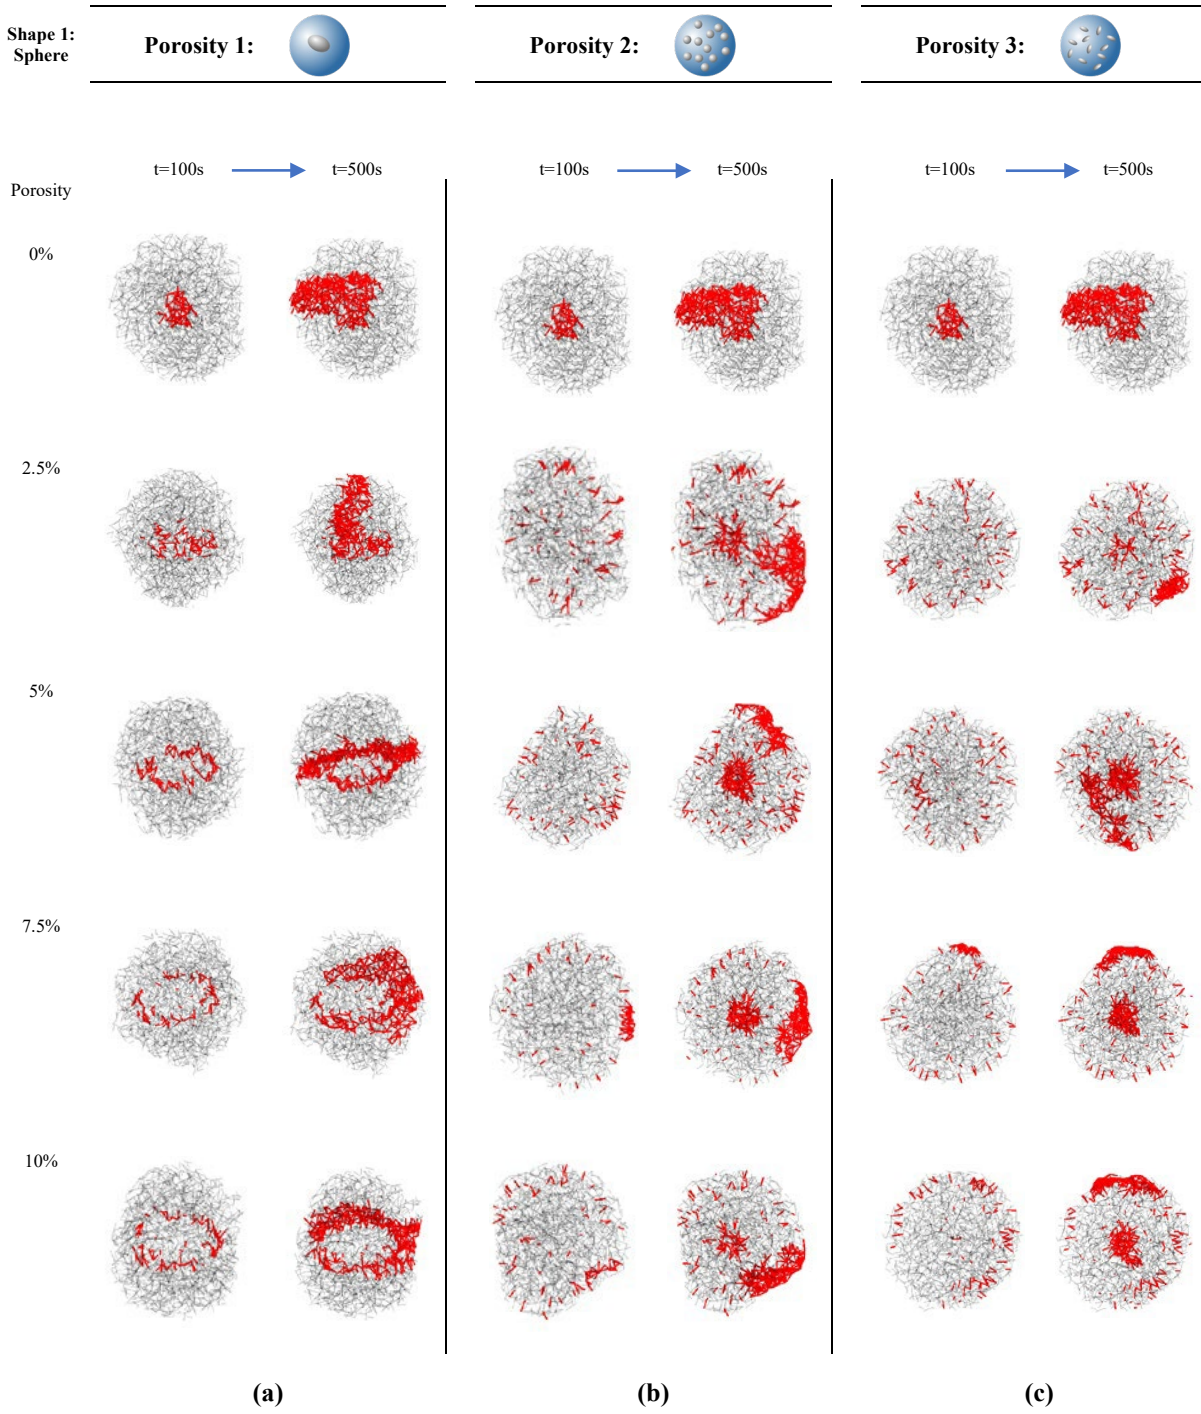 Shape 1:
Sphere
Porosity 1:
Porosity 2:
Porosity 3:
t=100s
t=500s
t=100s
t=500s
t=100s
t=500s
Porosity
0%
2.5%
5%
7.5%
10%
(a)
(b)
(c)